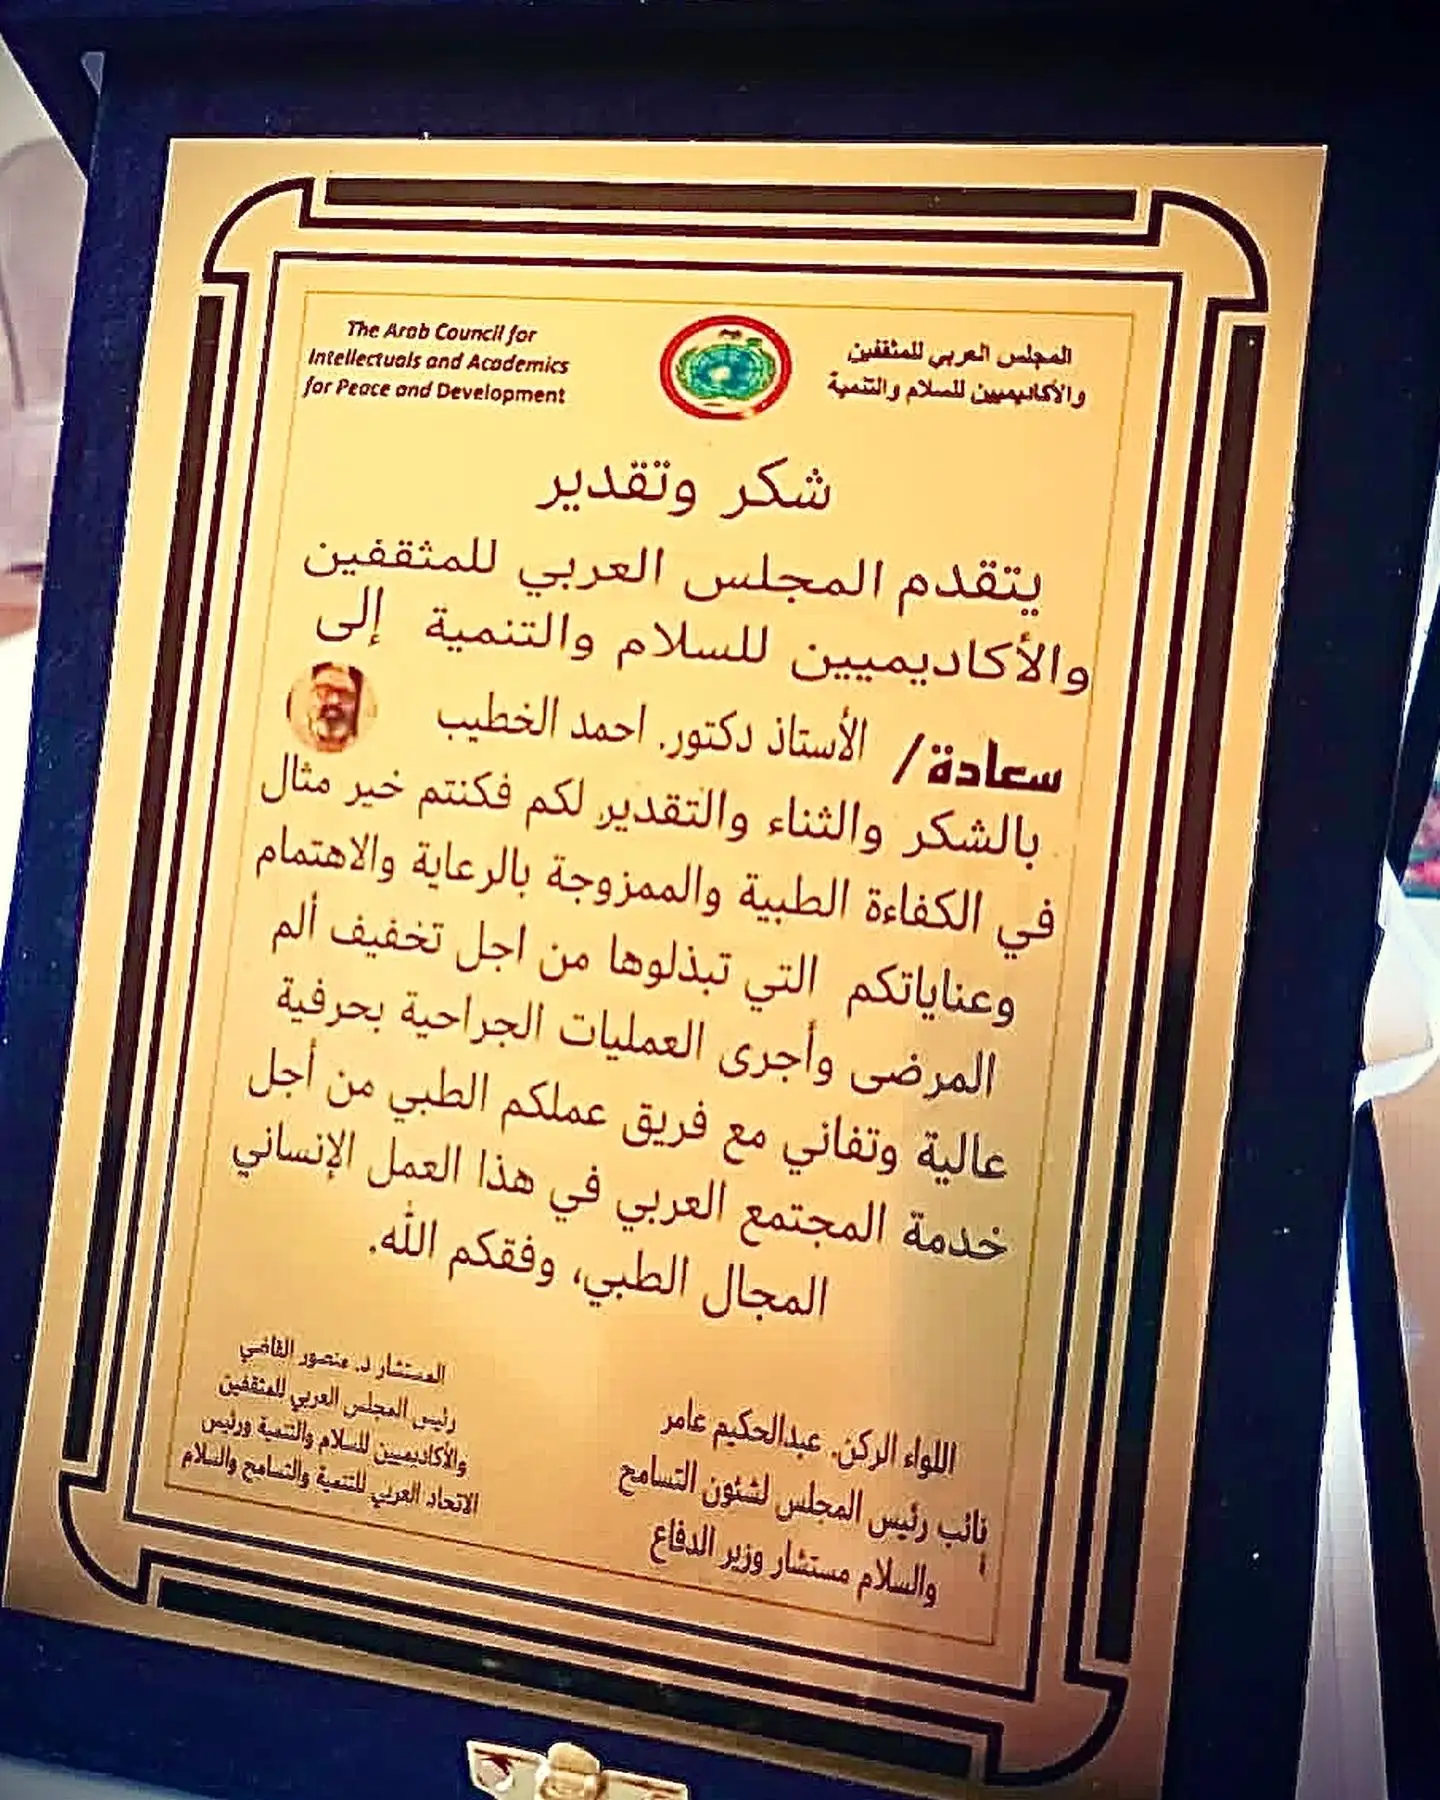 The Arab Council for
Intellectuals and Academics
for Peace and Development
المجلس العربي للمثقفين
والأكاديميين للسلام والتنمية
شكر وتقدير
يتقدم المجلس العربي للمثقفين
والأكاديميين للسلام والتنمية إلى
سعادة/ الأستاذ دكتور. احمد الخطيب
بالشكر والثناء والتقدير لكم فكنتم خير مثال
في الكفاءة الطبية والممزوجة بالرعاية والاهتمام
وعناياتكم التي تبذلوها من اجل تخفيف ألم
المرضى وأجرى العمليات الجراحية بحرفية
عالية وتفاني مع فريق عملكم الطبي من أجل
خدمة المجتمع العربي في هذا العمل الإنساني
المجال الطبي، وفقكم الله.
اللواء الركن. عبدالحكيم عامر
نائب رئيس المجلس لشئون التسامح
والسلام مستشار وزير الدفاع
المستشار د. منصور القاضي
رئيس المجلس العربي للمثقفين
والأكاديميين للسلام والتنمية ورئيس
الاتحاد العربي للتنمية والتسامح والسلام